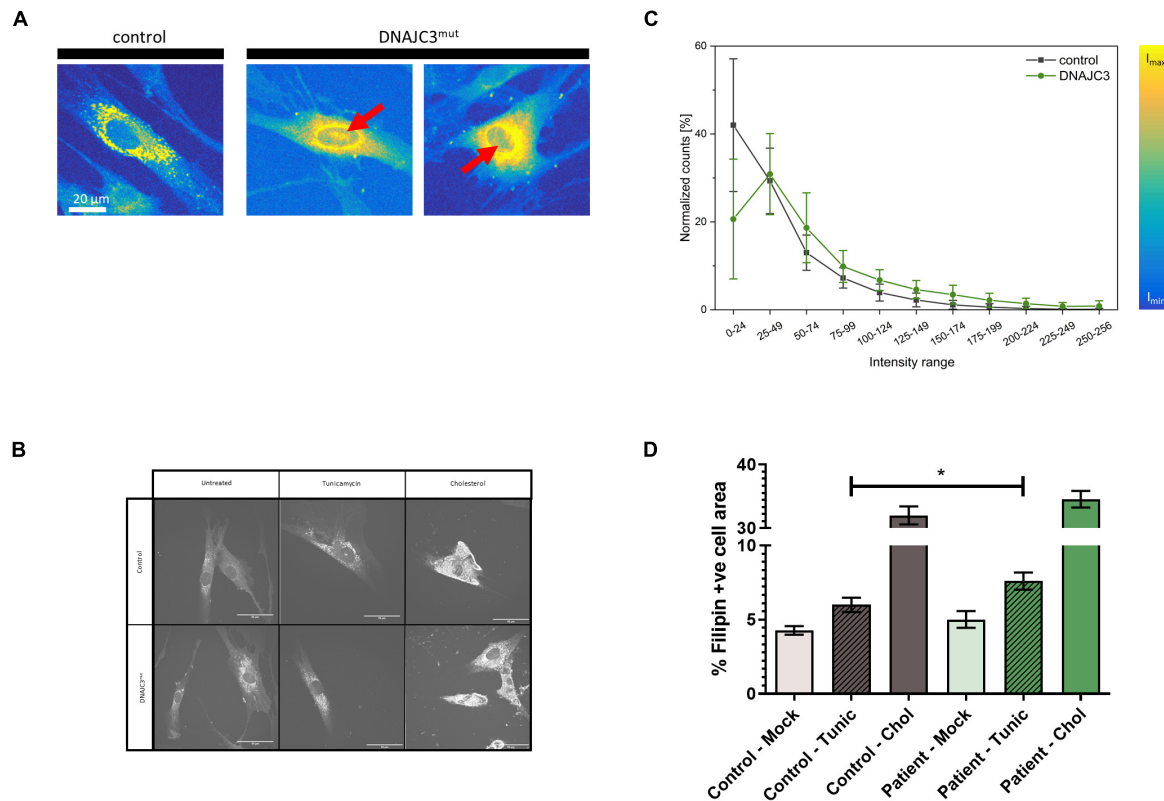 A
control
DNAJC3mut
20 µm
C
60
40
20
0
Normalized counts [%]
control
DNAJC3
0-24
25-49
50-74
75-99
100-124
125-149
150-174
175-199
200-224
225-249
250-256
Intensity range
Imax
Imin
B
Untreated
Tunicamycin
Cholesterol
Control
DNAJC3mut
D
% Filipin +ve cell area
40
30
10
5
0
*
Control - Mock
Control - Tunic
Control - Chol
Patient - Mock
Patient - Tunic
Patient - Chol